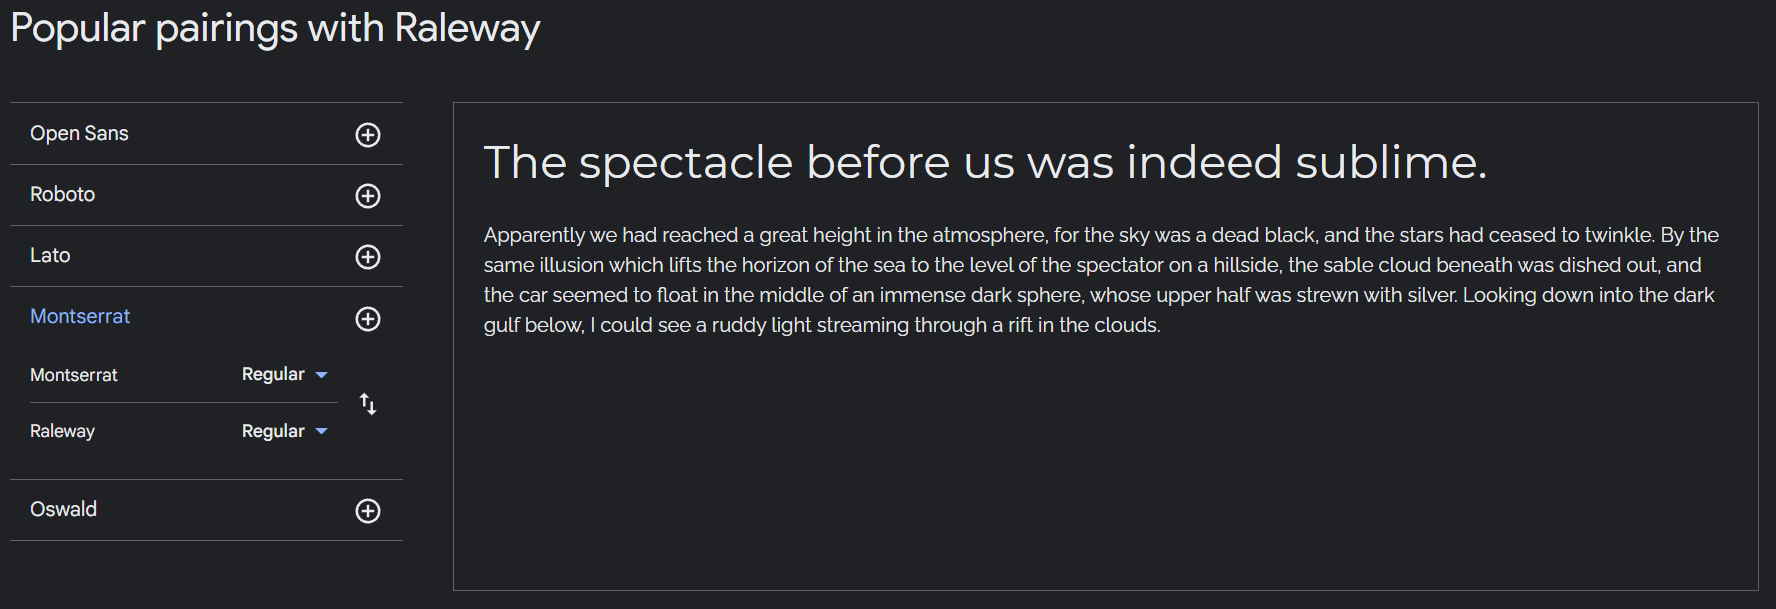 Popular pairings with Raleway
Open Sans
Roboto
Lato
Montserrat
Montserrat Regular
Raleway Regular
Oswald
The spectacle before us was indeed sublime.
Apparently we had reached a great height in the atmosphere, for the sky was a dead black, and the stars had ceased to twinkle. By the
same illusion which lifts the horizon of the sea to the level of the spectator on a hillside, the sable cloud beneath was dished out, and
the car seemed to float in the middle of an immense dark sphere, whose upper half was strewn with silver. Looking down into the dark
gulf below, I could see a ruddy light streaming through a rift in the clouds.